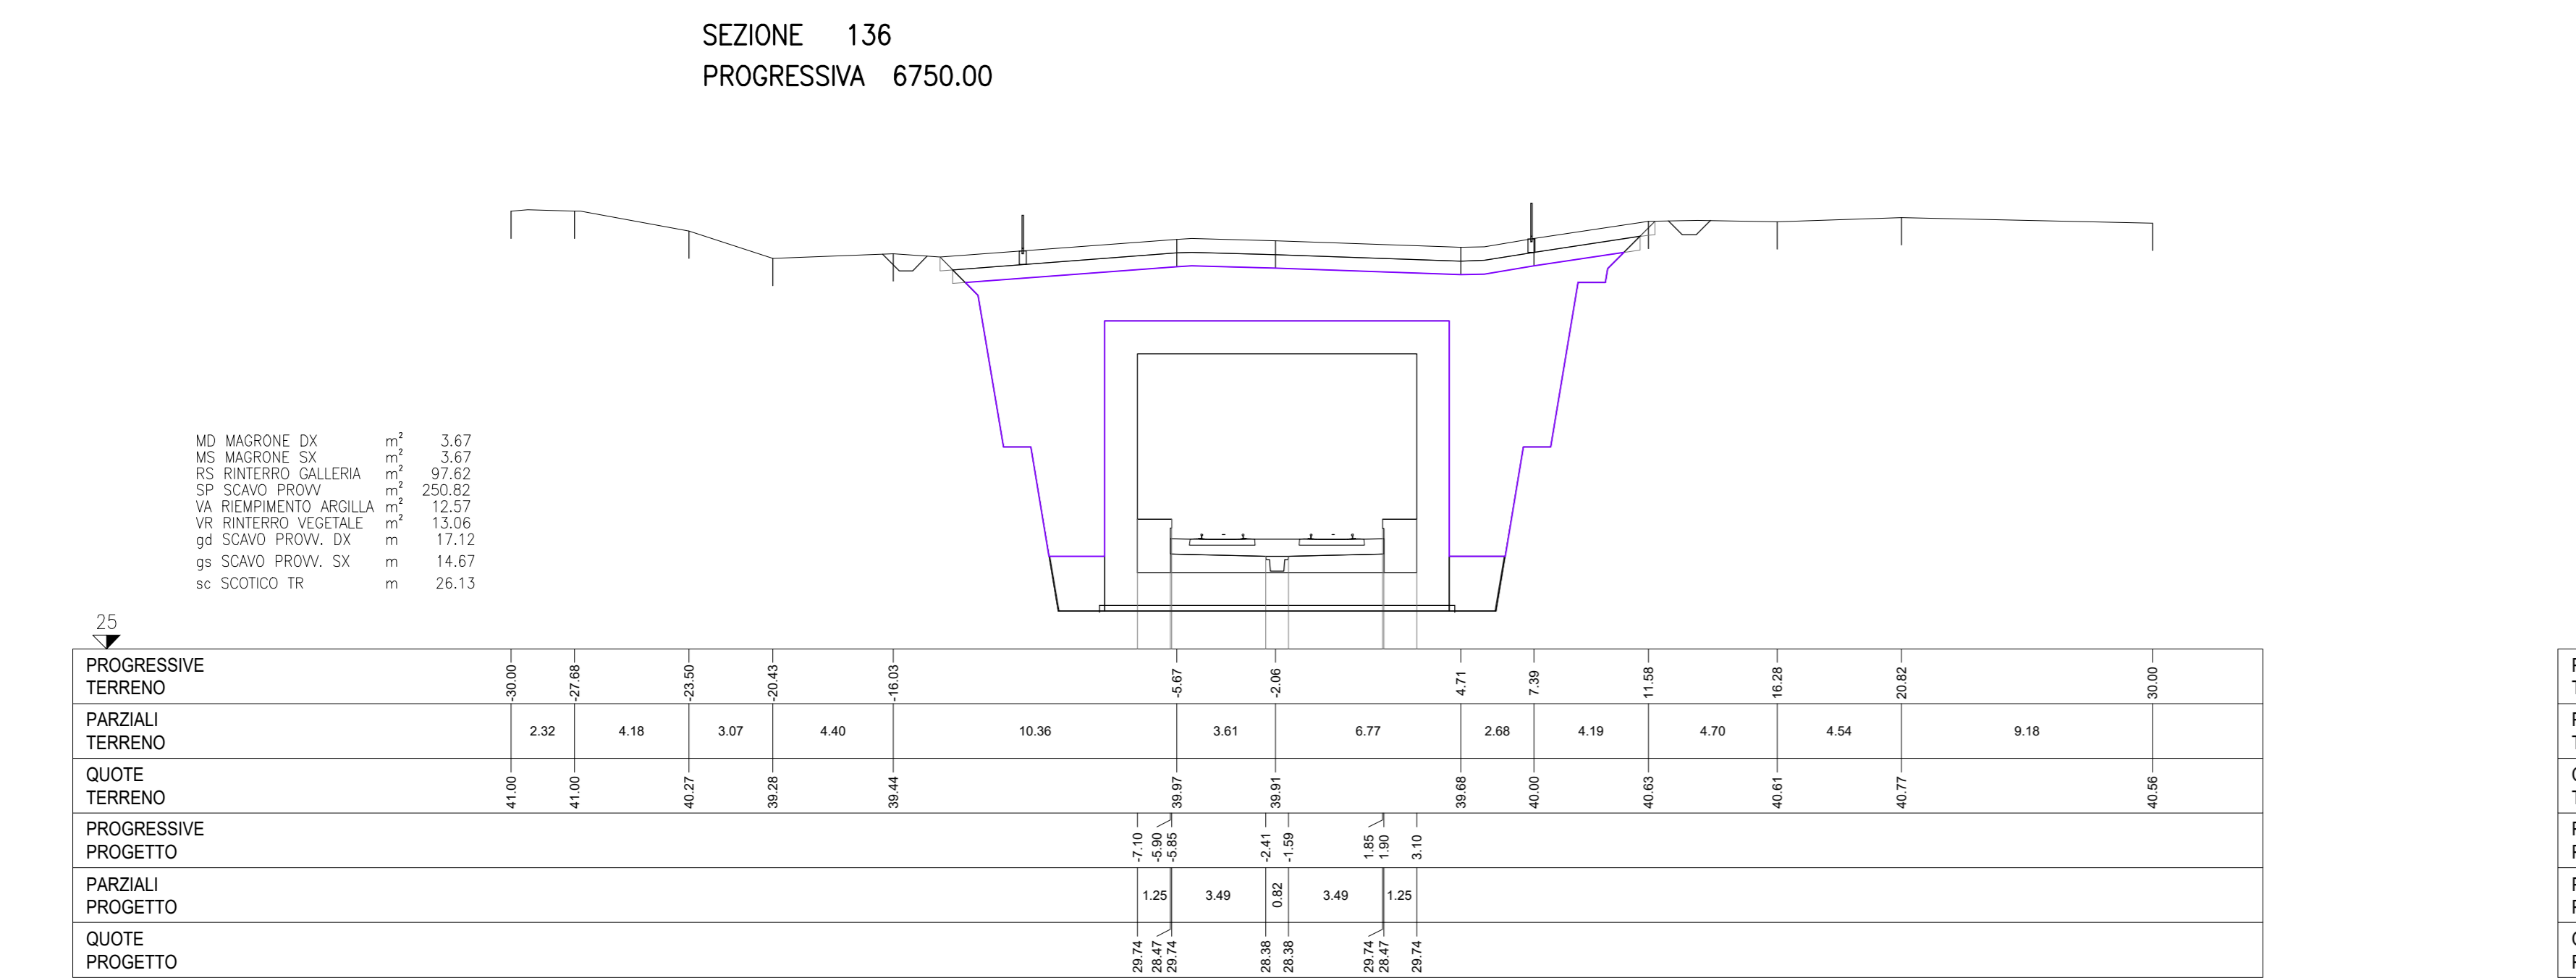 SEZIONE 136
PROGRESSIVA 6750.00
MD MAGRONE DX m² 3.67
MS MAGRONE SX m² 3.67
RS RINTERRO GALLERIA m² 97.62
SP SCAVO PROVV m² 250.82
VA RIEMPIMENTO ARGILLA m² 12.57
VR RINTERRO VEGETALE m² 13.06
gd SCAVO PROVV. DX m 17.12
gs SCAVO PROVV. SX m 14.67
sc SCOTICO TR m 26.13
25
PROGRESSIVE
TERRENO
-30.00 -27.68 -23.50 -20.43 -16.03 -5.67 -2.06 4.71 7.39 11.58 16.28 20.82 30.00
PARZIALI
TERRENO
2.32 4.18 3.07 4.40 10.36 3.61 6.77 2.68 4.19 4.70 4.54 9.18
QUOTE
TERRENO
41.00 41.00 40.27 39.28 39.44 39.97 39.91 39.68 40.00 40.63 40.61 40.77 40.56
PROGRESSIVE
PROGETTO
-7.10 -5.90 -5.85 -2.41 -1.59 1.85 1.90 3.10
PARZIALI
PROGETTO
1.25 3.49 0.82 3.49 1.25
QUOTE
PROGETTO
29.74 28.47 29.74 28.38 28.38 29.74 28.47 29.74